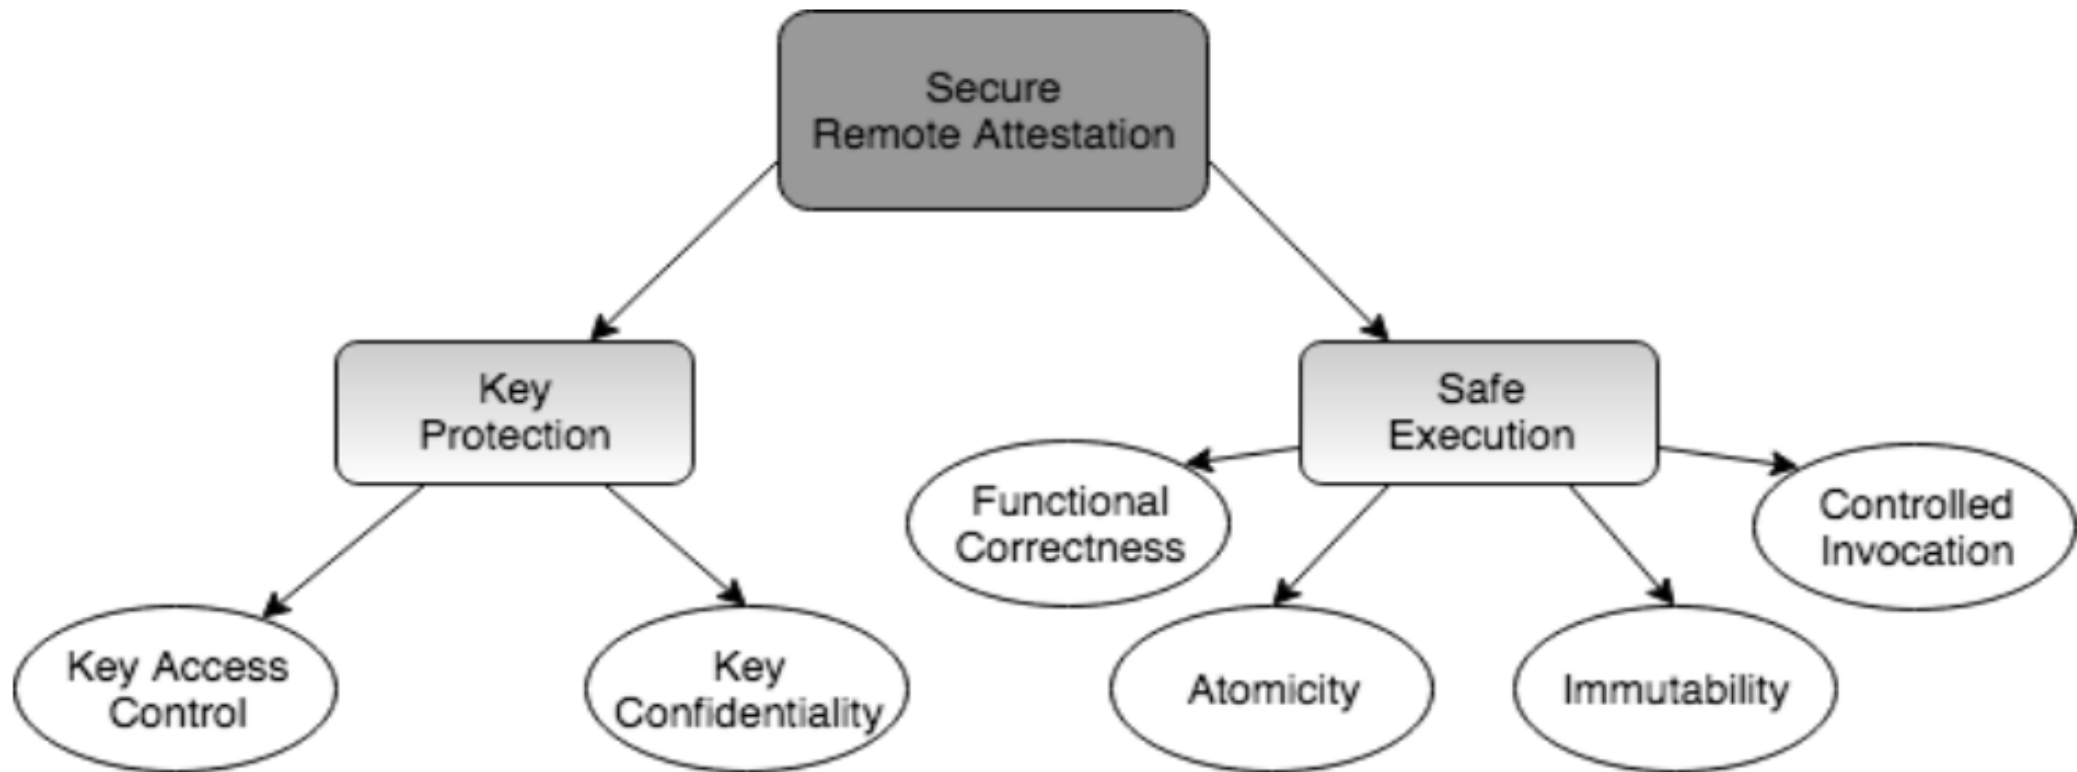 Secure
Remote Attestation
Key
Protection
Safe
Execution
Functional
Correctness
Controlled
Invocation
Key Access
Control
Key
Confidentiality
Atomicity
Immutability